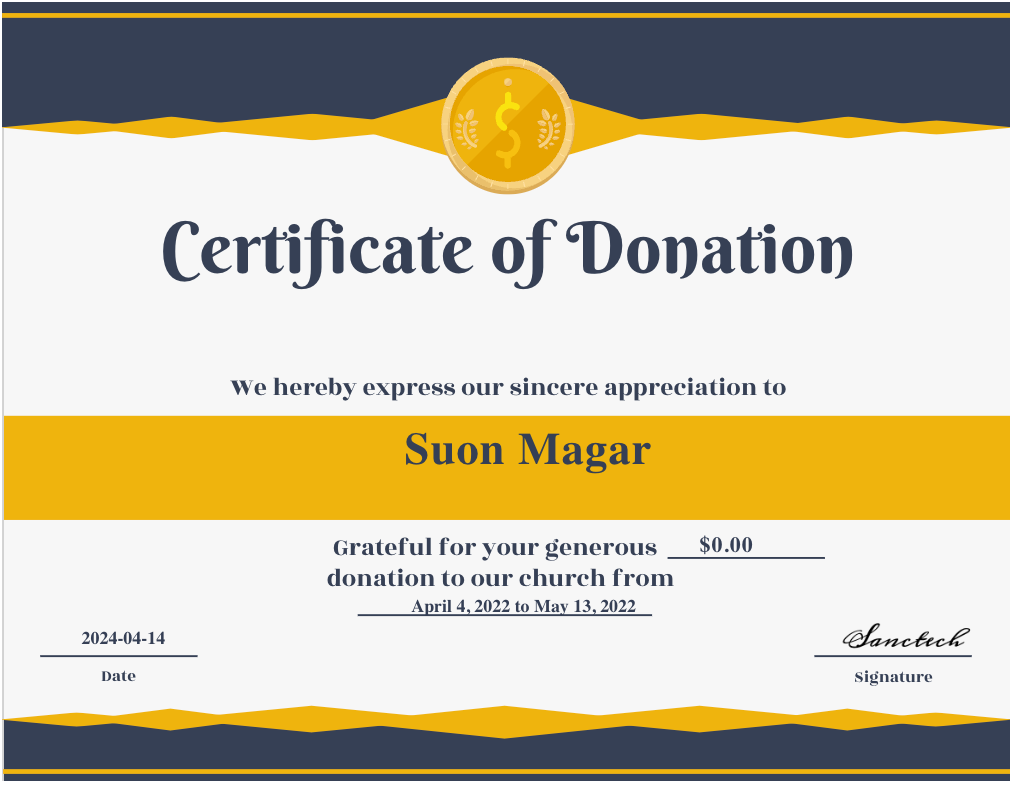 Certificate of Donation
We hereby express our sincere appreciation to
Suon Magar
Grateful for your generous $0.00
donation to our church from
April 4, 2022 to May 13, 2022
2024-04-14
Date
Sanctech
Signature